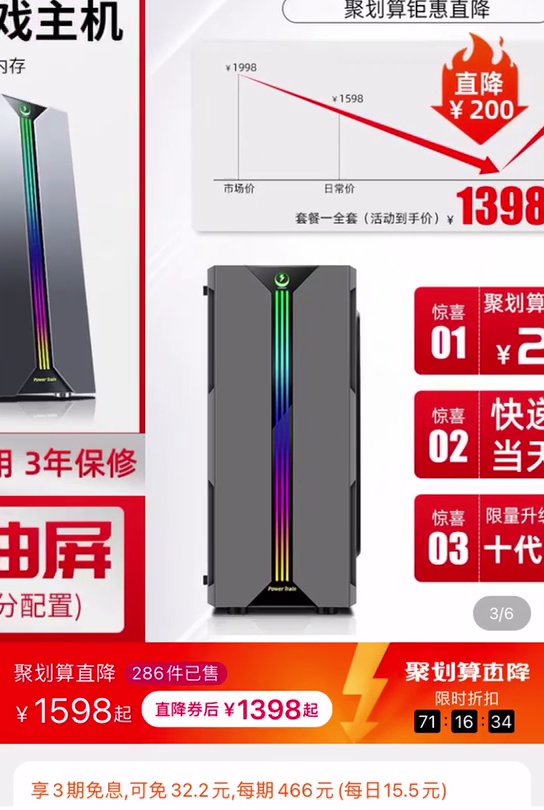 戏主机
内存
用 3年保修
曲屏
分配置)
聚划算钜惠直降
¥1998
¥1598
直降
¥200
市场价
日常价
套餐一全套（活动到手价）¥1398
惊喜
01
聚划算
¥2
惊喜
02
快递
当天
惊喜
03
限量升级
十代
Power Train
Power Train
3/6
聚划算直降 286件已售
¥1598起 直降券后¥1398起
聚划算直降
限时折扣
71:16:34
享3期免息,可免32.2元,每期466元(每日15.5元)